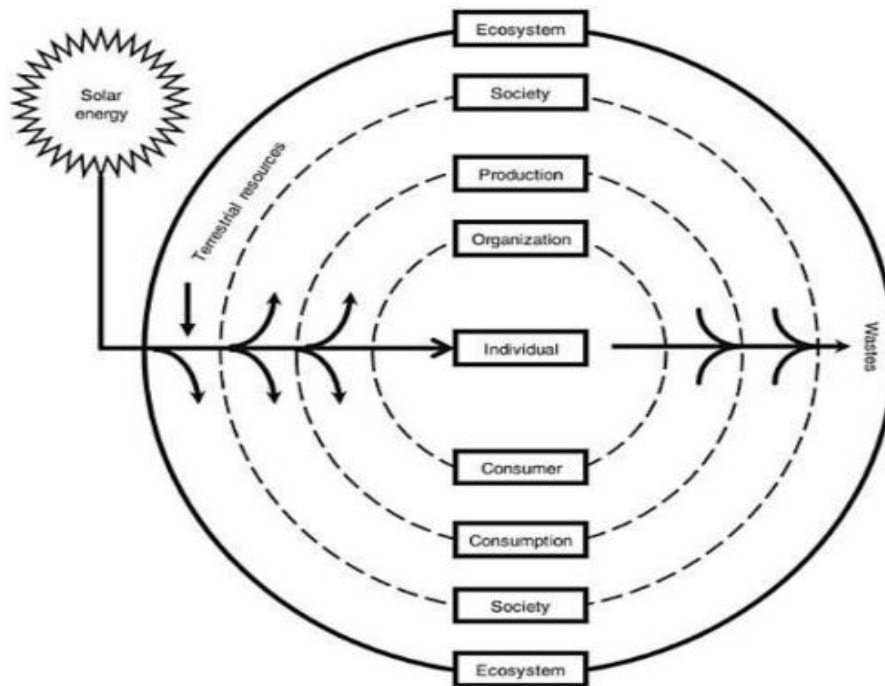 Ecosystem
Solar
energy
Society
Terrestrial resources
Production
Organization
Individual
Wastes
Consumer
Consumption
Society
Ecosystem